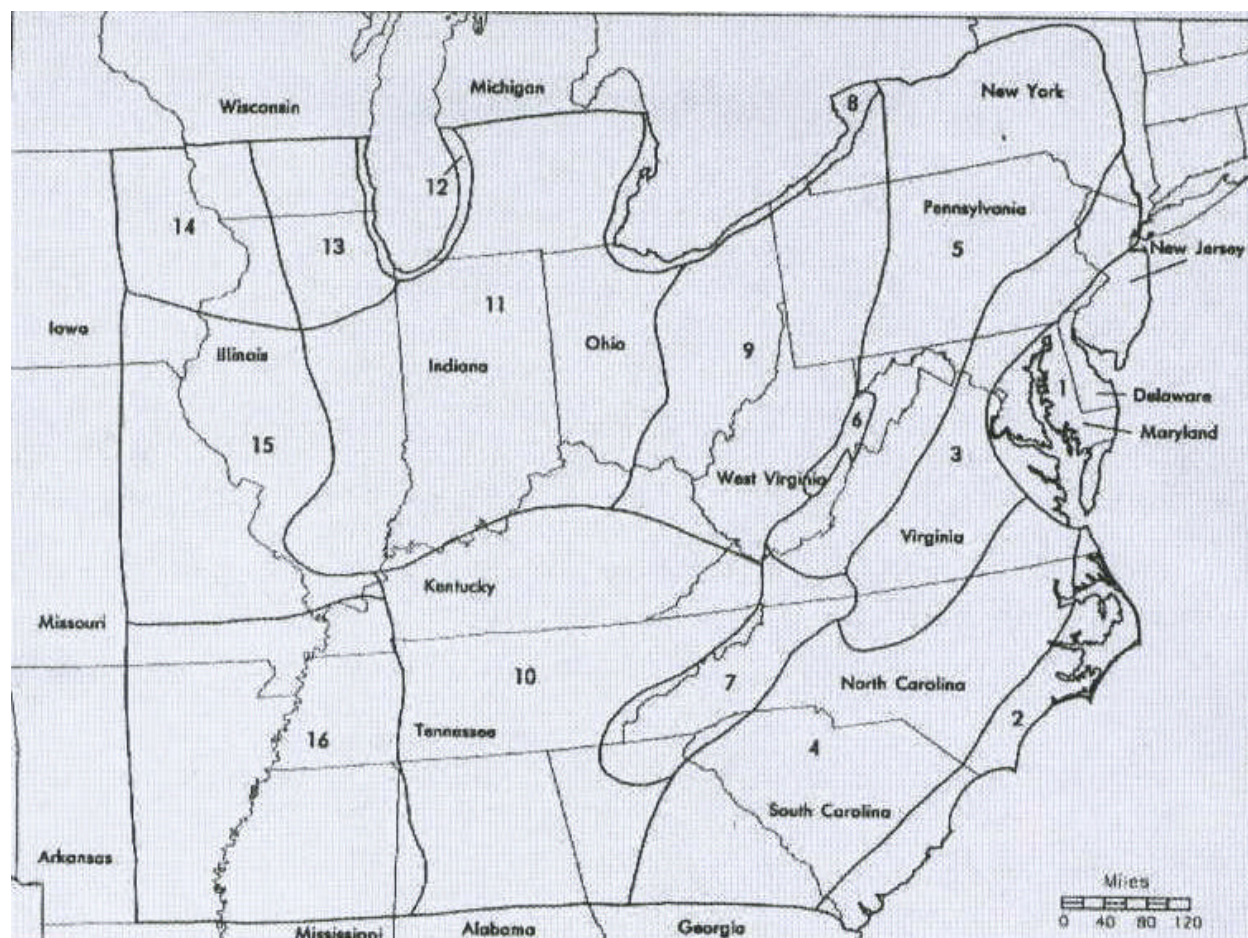 Michigan
New York
Wisconsin
8
12
14
13
Pennsylvania
5
New Jersey
11
Iowa
Illinais
Indiana
Ohio
9
1
Delaware
Maryland
6
15
3
West Virginia
Virginia
Kentucky
Missouri
10
7
North Carolina
2
16
Tennessee
4
South Carolina
Arkansas
Miles
0 40 80 120
Mississippi
Alabama
Georgia